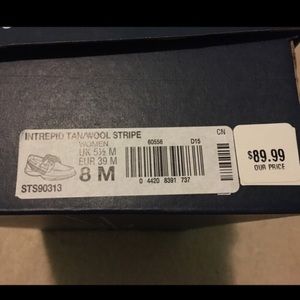 INTREPID TAN/WOOL STRIPE
WOMEN
UK 5½ M
EUR 39 M
8 M
STS90313
60556 D15
CN
0 4420 8391 737
$89.99
OUR PRICE